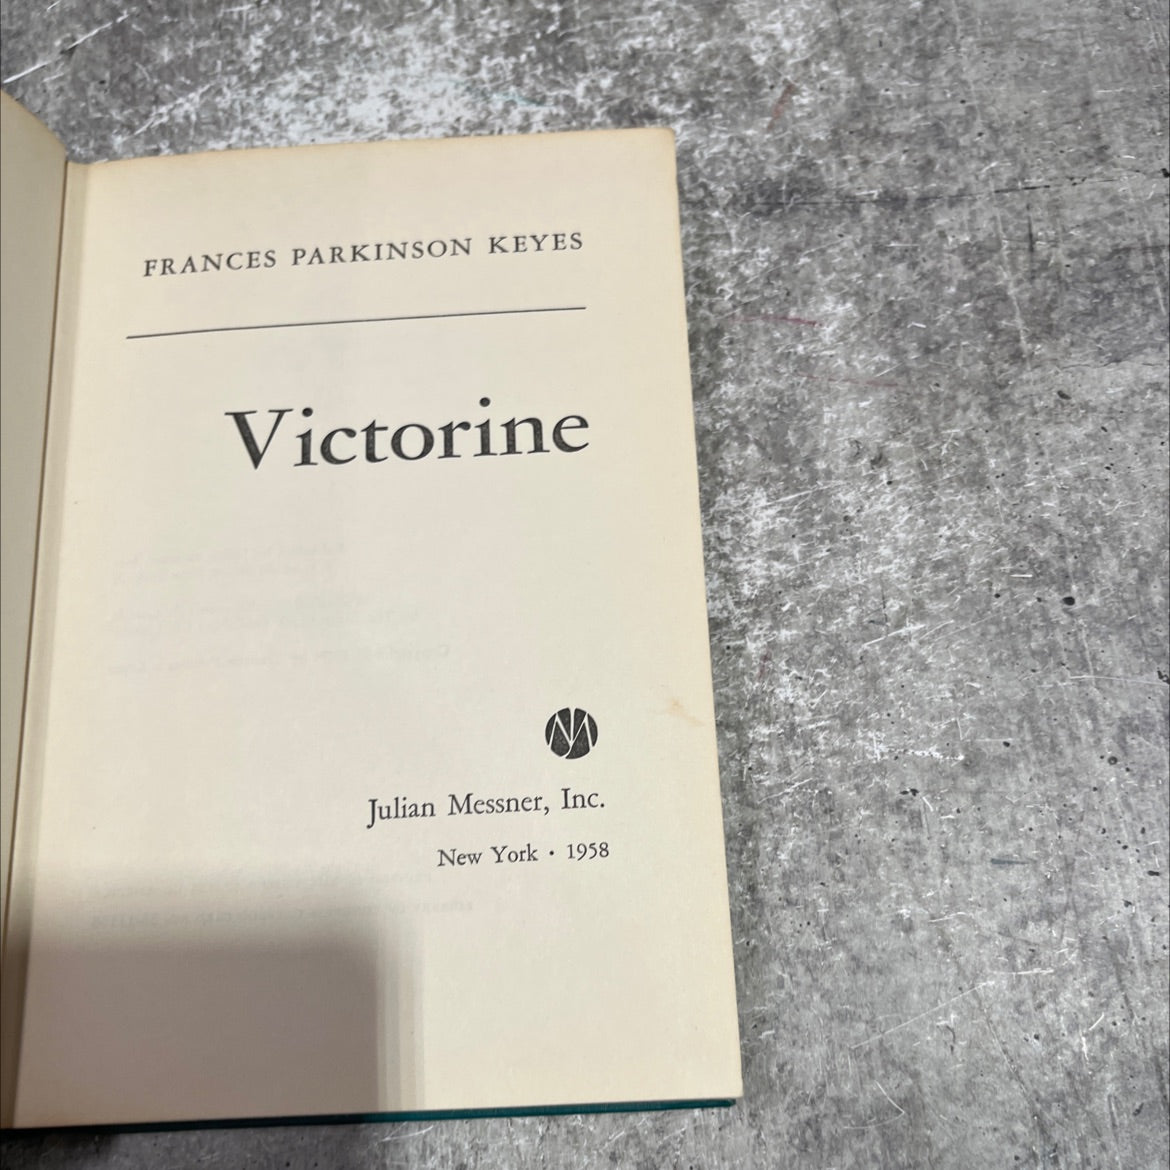 FRANCES PARKINSON KEYES
Victorine
Julian Messner, Inc.
New York • 1958